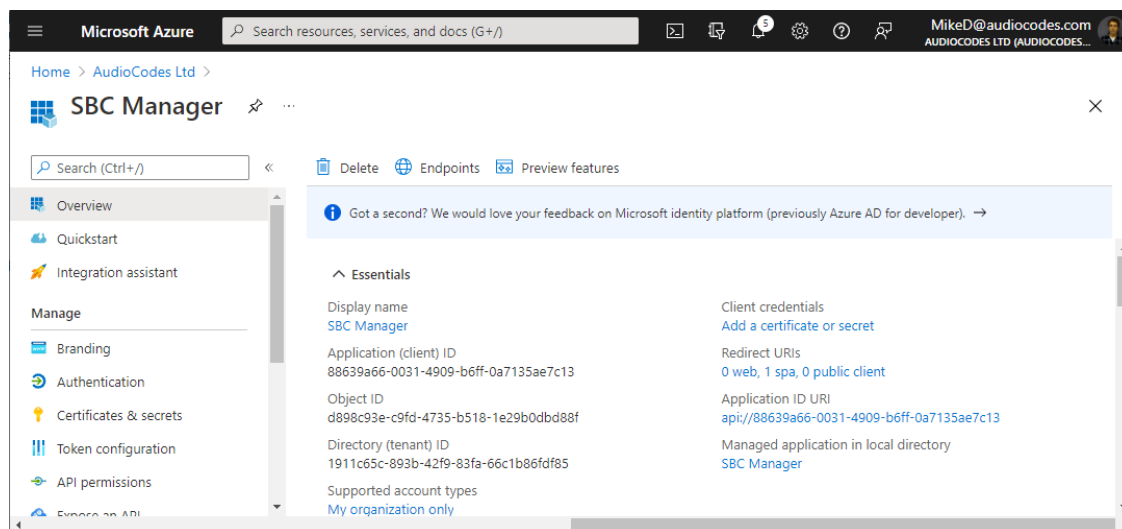 Microsoft Azure
Search resources, services, and docs (G+/)
5
MikeD@audiocodes.com
AUDIOCODES LTD (AUDIOCODES...
Home > AudioCodes Ltd >
SBC Manager
Search (Ctrl+/)
Delete
Endpoints
Preview features
Overview
Got a second? We would love your feedback on Microsoft identity platform (previously Azure AD for developer). →
Quickstart
Integration assistant
Essentials
Manage
Display name
SBC Manager
Client credentials
Add a certificate or secret
Branding
Application (client) ID
88639a66-0031-4909-b6ff-0a7135ae7c13
Redirect URIs
0 web, 1 spa, 0 public client
Authentication
Object ID
d898c93e-c9fd-4735-b518-1e29b0dbd88f
Application ID URI
api://88639a66-0031-4909-b6ff-0a7135ae7c13
Certificates & secrets
Token configuration
Directory (tenant) ID
1911c65c-893b-42f9-83fa-66c1b86fdf85
Managed application in local directory
SBC Manager
API permissions
Supported account types
My organization only
Expose an API